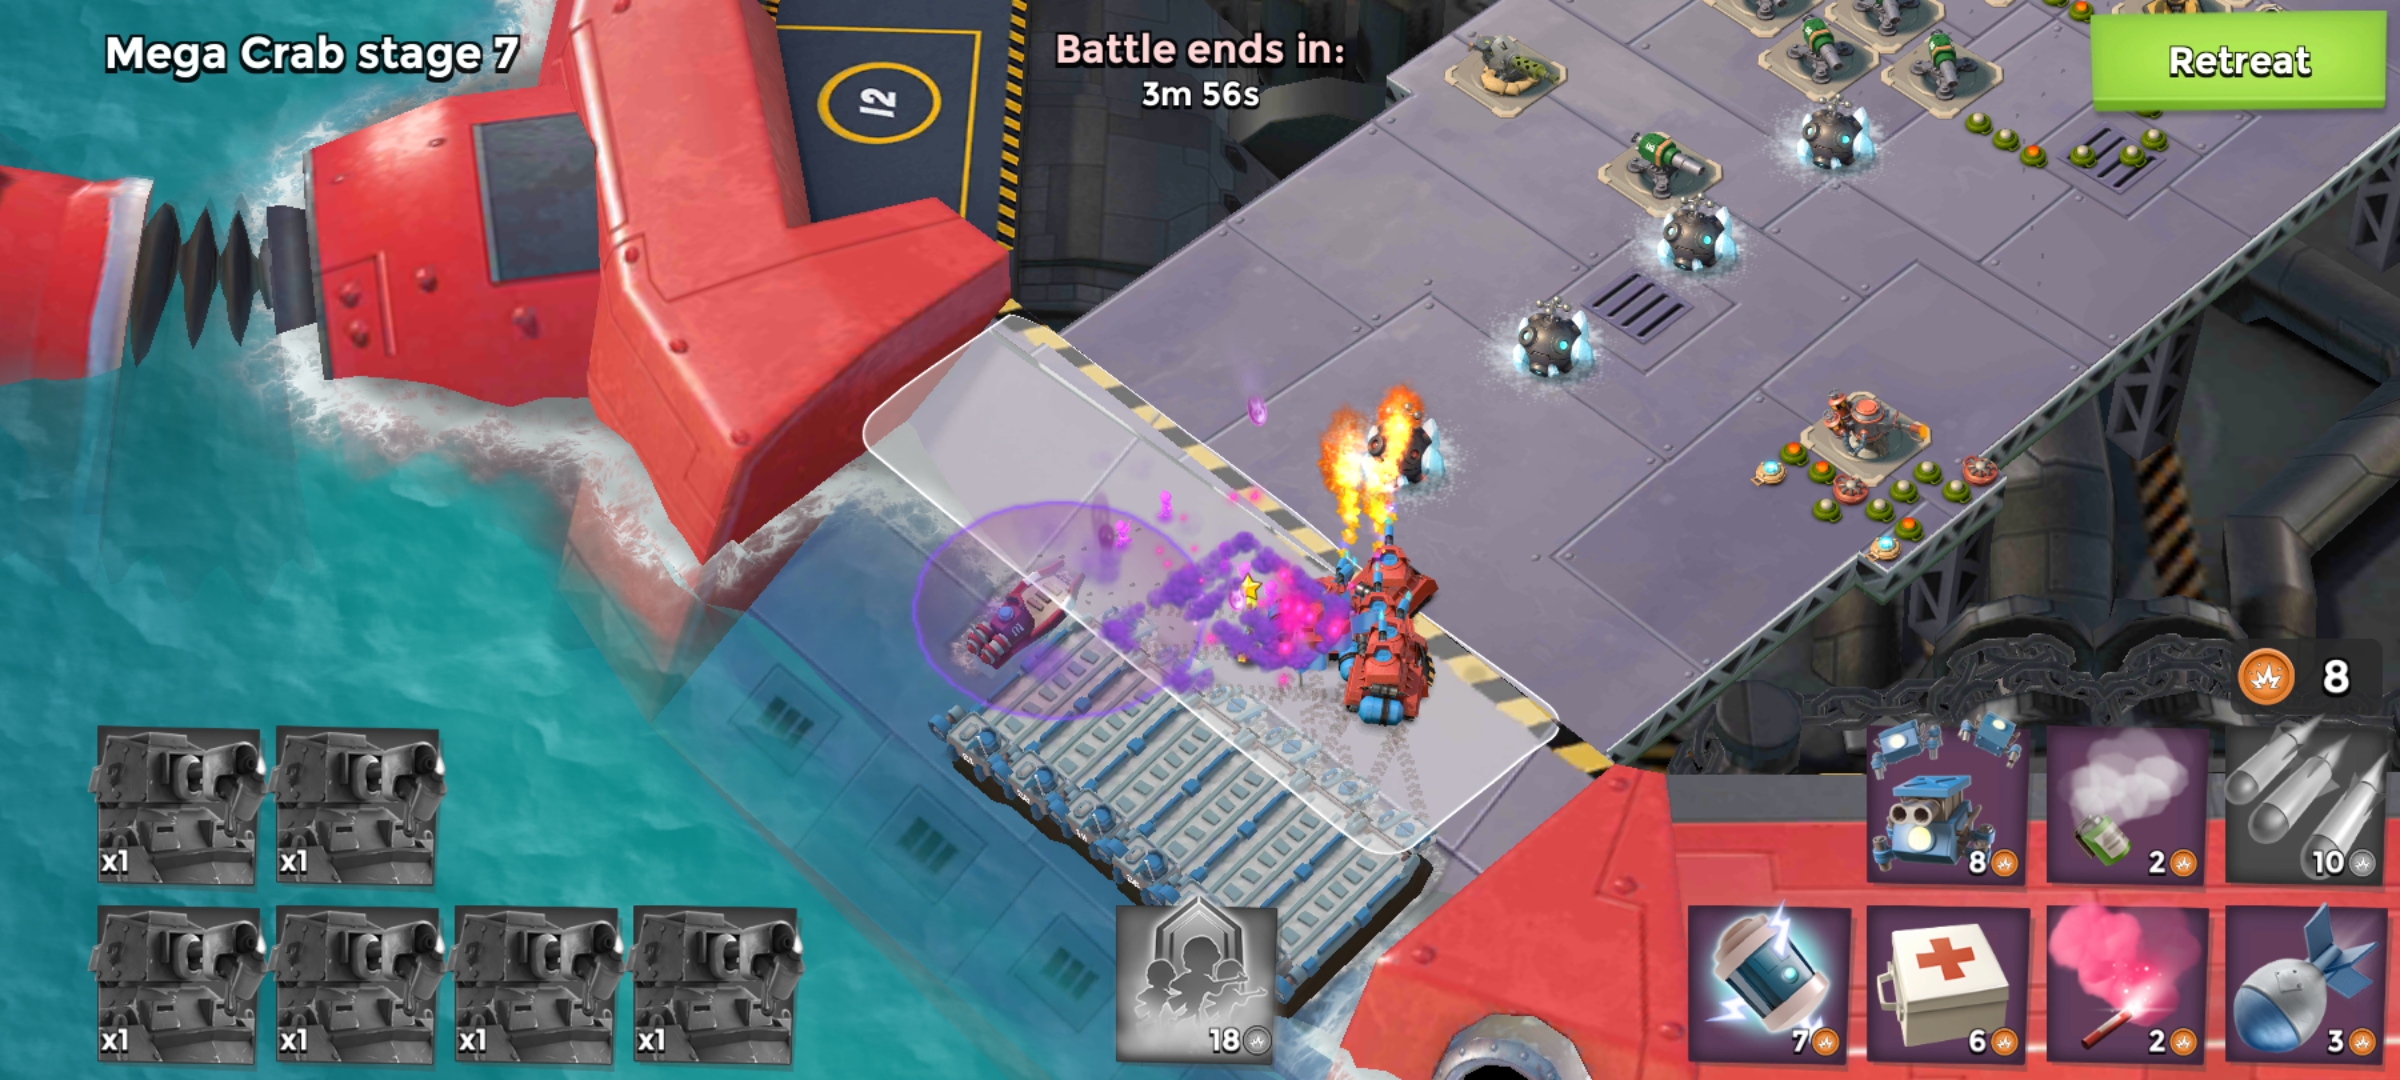 Mega Crab stage 7
Battle ends in:
3m 56s
Retreat
12
8
x1
x1
8
2
10
x1
x1
x1
x1
18
7
6
2
3